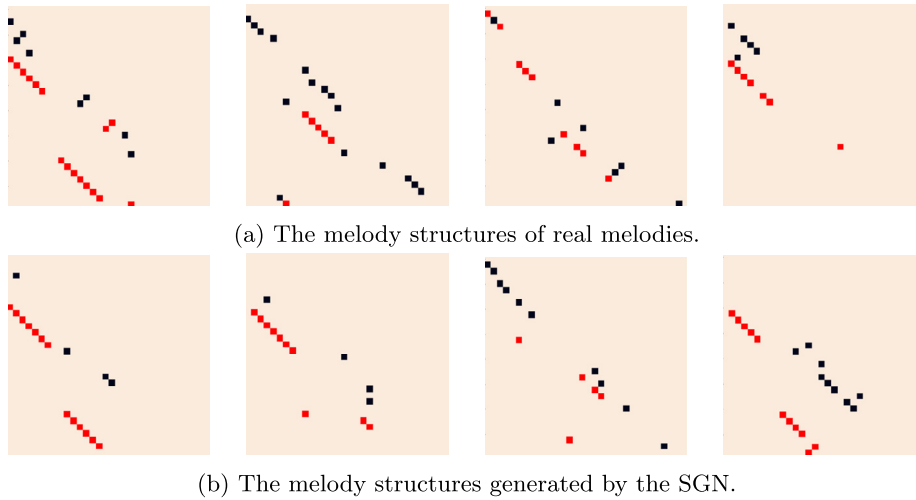 (a) The melody structures of real melodies.
(b) The melody structures generated by the SGN.